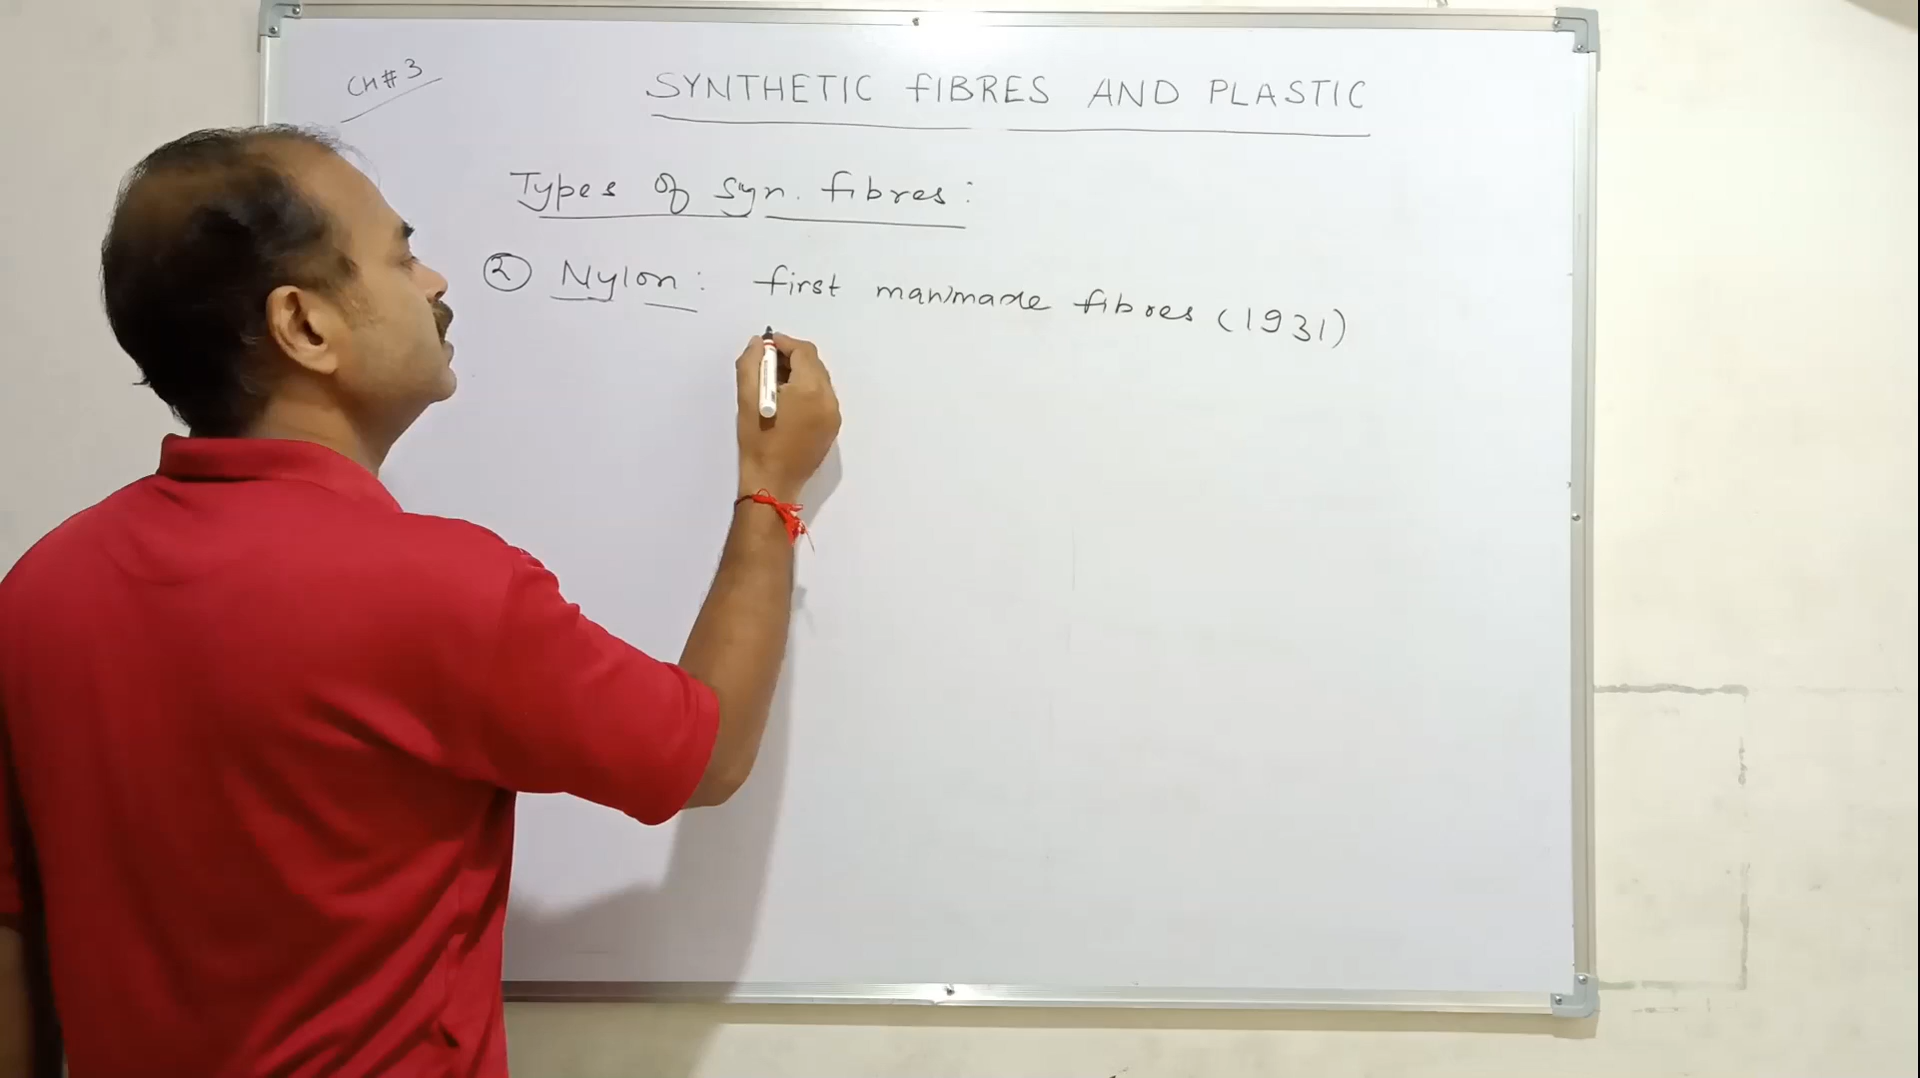 CH#3
SYNTHETIC FIBRES AND PLASTIC
Types of Syn. fibres:
2 Nylon: first manmade fibres (1931)